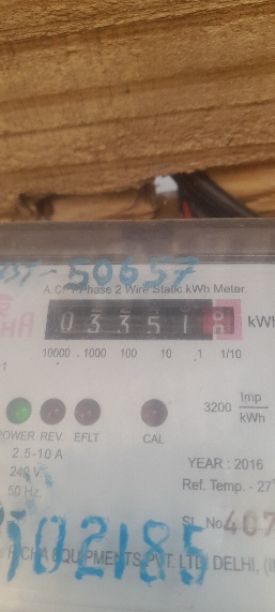 50657
A.C. 1 Phase 2 Wire Static kWh Meter.
0 3 3 5 1 kWh
10000 1000 100 10 1 1/10
3200 Imp/kWh
POWER REV. EFLT CAL
2.5-10 A
240 V
50 Hz.
YEAR : 2016
Ref. Temp. - 27°
SL. No. 407
102185
EQUIPMENTS PVT. LTD. DELHI, (I